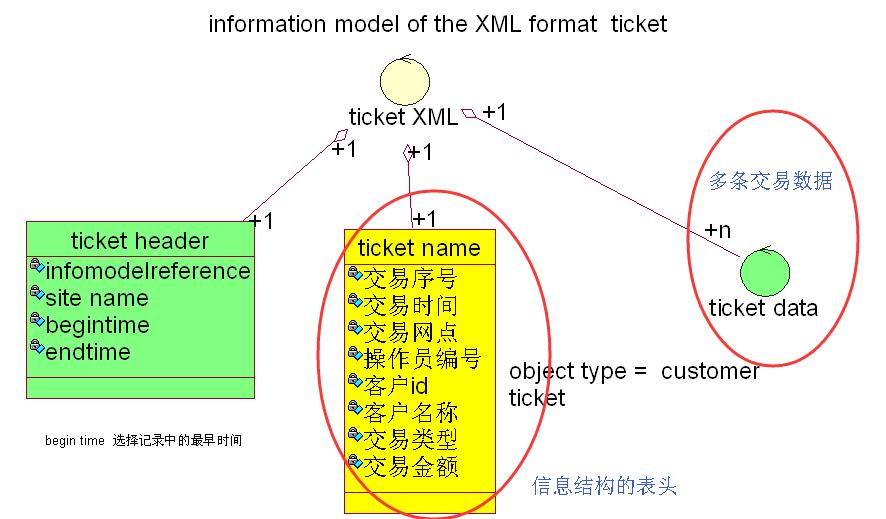 information model of the XML format  ticket
ticket XML
+1
+1
+1
+1
+1
+n
ticket header
infomodelreference
site name
begintime
endtime
begin time  选择记录中的最早时间
ticket name
交易序号
交易时间
交易网点
操作员编号
客户id
客户名称
交易类型
交易金额
object type =  customer
ticket
信息结构的表头
多条交易数据
ticket data